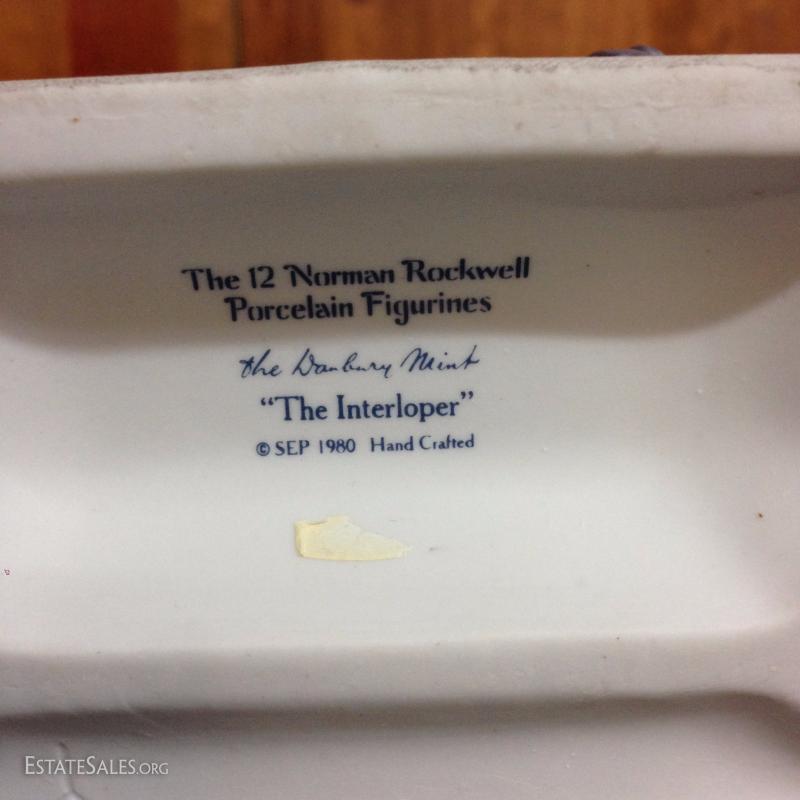 The 12 Norman Rockwell
Porcelain Figurines
the Danbury Mint
“The Interloper”
© SEP 1980 Hand Crafted
ESTATESALES.ORG